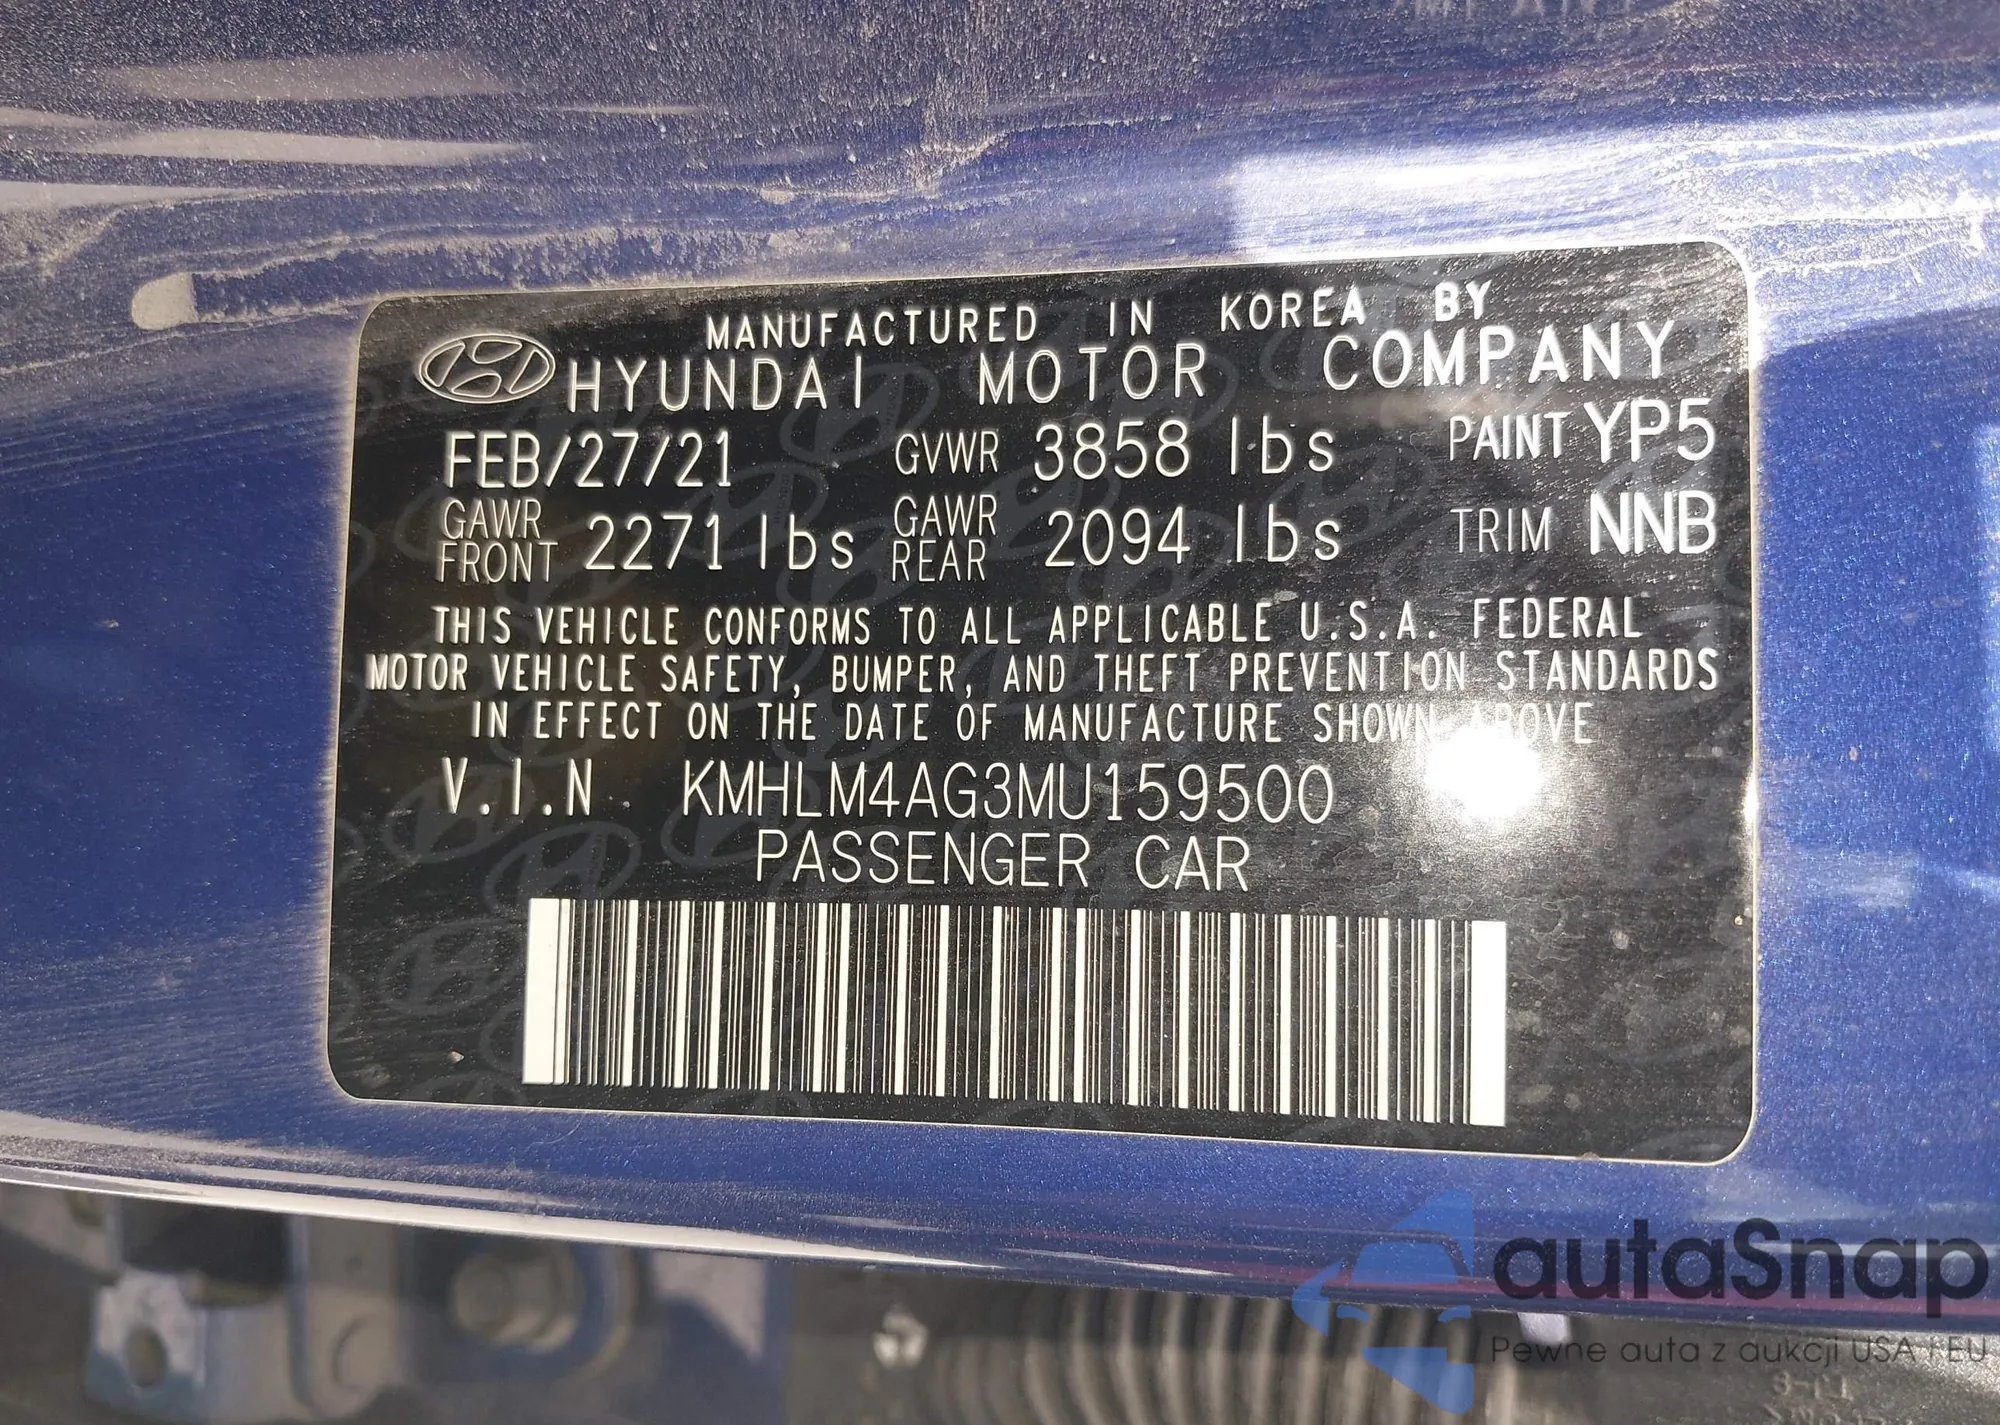 MANUFACTURED IN KOREA BY
HYUNDAI MOTOR COMPANY
FEB/27/21 GVWR 3858 lbs PAINT YP5
GAWR FRONT 2271 lbs GAWR REAR 2094 lbs TRIM NNB
THIS VEHICLE CONFORMS TO ALL APPLICABLE U.S.A. FEDERAL
MOTOR VEHICLE SAFETY, BUMPER, AND THEFT PREVENTION STANDARDS
IN EFFECT ON THE DATE OF MANUFACTURE SHOWN ABOVE
V.I.N. KMHLM4AG3MU159500
PASSENGER CAR
autaSnap
Pewne auta z aukcji USA i EU